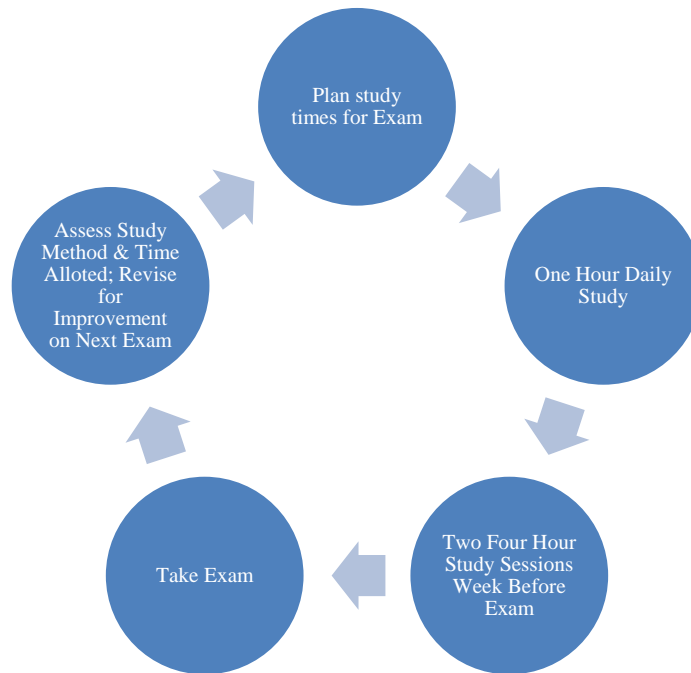 Plan study
times for Exam
One Hour Daily
Study
Two Four Hour
Study Sessions
Week Before
Exam
Take Exam
Assess Study
Method & Time
Alloted; Revise
for
Improvement
on Next Exam